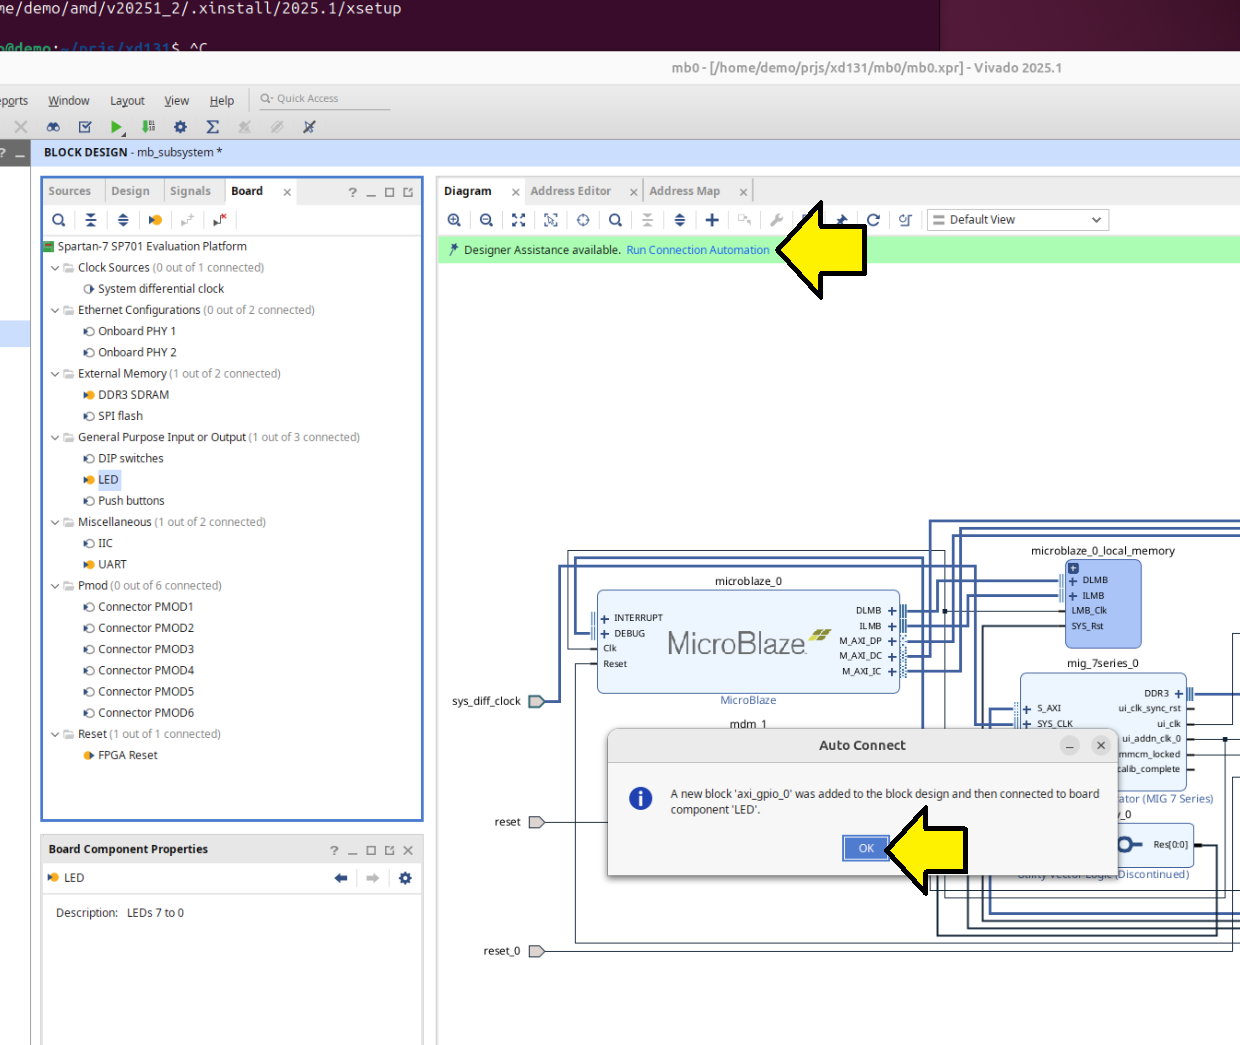 me/demo/amd/v20251_2/.xinstall/2025.1/xsetup
o@demo:~/prjs/xd131$ ^C
mb0 - [/home/demo/prjs/xd131/mb0/mb0.xpr] - Vivado 2025.1
eports Window Layout View Help Quick Access
BLOCK DESIGN - mb_subsystem *
Sources Design Signals Board
Spartan-7 SP701 Evaluation Platform
Clock Sources (0 out of 1 connected)
System differential clock
Ethernet Configurations (0 out of 2 connected)
Onboard PHY 1
Onboard PHY 2
External Memory (1 out of 2 connected)
DDR3 SDRAM
SPI flash
General Purpose Input or Output (1 out of 3 connected)
DIP switches
LED
Push buttons
Miscellaneous (1 out of 2 connected)
IIC
UART
Pmod (0 out of 6 connected)
Connector PMOD1
Connector PMOD2
Connector PMOD3
Connector PMOD4
Connector PMOD5
Connector PMOD6
Reset (1 out of 1 connected)
FPGA Reset
Board Component Properties
LED
Description: LEDs 7 to 0
Diagram Address Editor Address Map
Default View
Designer Assistance available. Run Connection Automation
microblaze_0_local_memory
DLMB
ILMB
LMB_Clk
SYS_Rst
microblaze_0
INTERRUPT
DEBUG
Clk
Reset
MicroBlaze
DLMB
ILMB
M_AXI_DP
M_AXI_DC
M_AXI_IC
MicroBlaze
mig_7series_0
S_AXI
SYS_CLK
DDR3
ui_clk_sync_rst
ui_clk
ui_addn_clk_0
mmcm_locked
calib_complete
ator (MIG 7 Series)
sys_diff_clock
mdm_1
Auto Connect
A new block 'axi_gpio_0' was added to the block design and then connected to board
component 'LED'.
OK
_0
Res[0:0]
Utility Vector Logic (Discontinued)
reset
reset_0